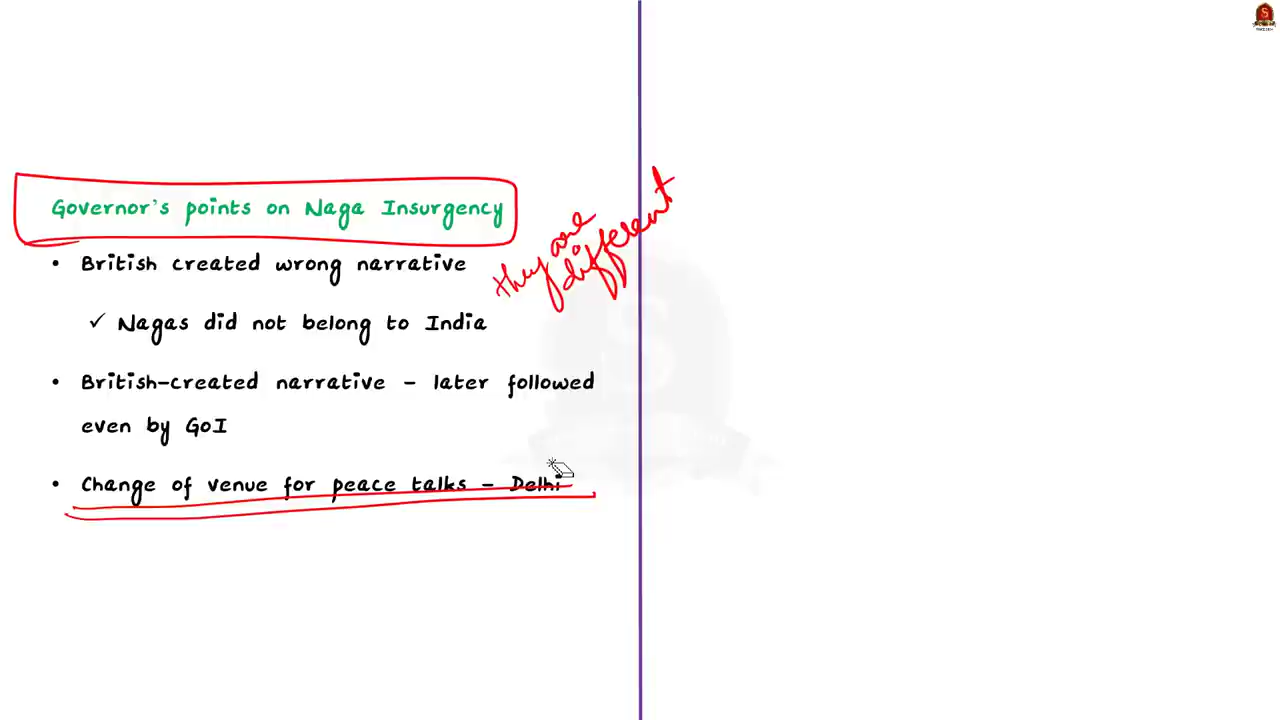 Governor's points on Naga Insurgency
• British created wrong narrative
they are
different
✓ Nagas did not belong to India
• British-created narrative - later followed
even by GoI
• Change of venue for peace talks - Delhi